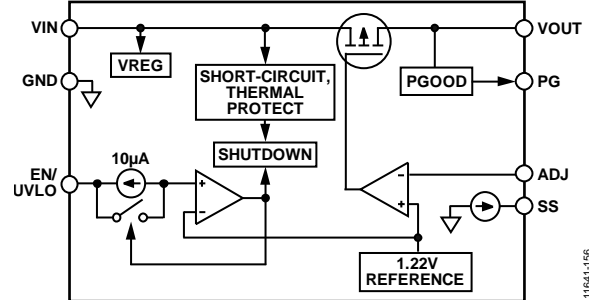 VIN
VOUT
VREG
GND
SHORT-CIRCUIT,
THERMAL
PROTECT
PGOOD
PG
SHUTDOWN
10µA
EN/
UVLO
+
–
–
+
ADJ
SS
1.22V
REFERENCE
11641-156